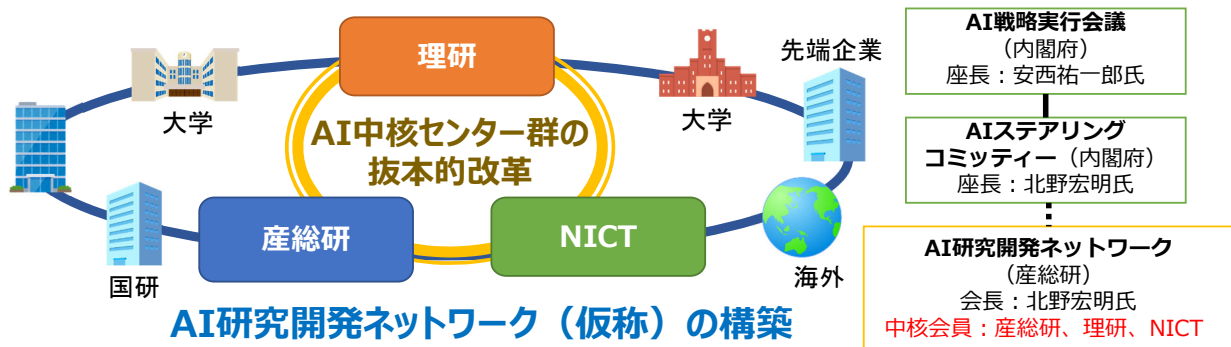 理研
大学
大学
先端企業
AI中核センター群の
抜本的改革
産総研
NICT
国研
海外
AI研究開発ネットワーク（仮称）の構築
AI戦略実行会議
（内閣府）
座長：安西祐一郎氏
AIステアリング
コミッティー（内閣府）
座長：北野宏明氏
AI研究開発ネットワーク
（産総研）
会長：北野宏明氏
中核会員：産総研、理研、NICT